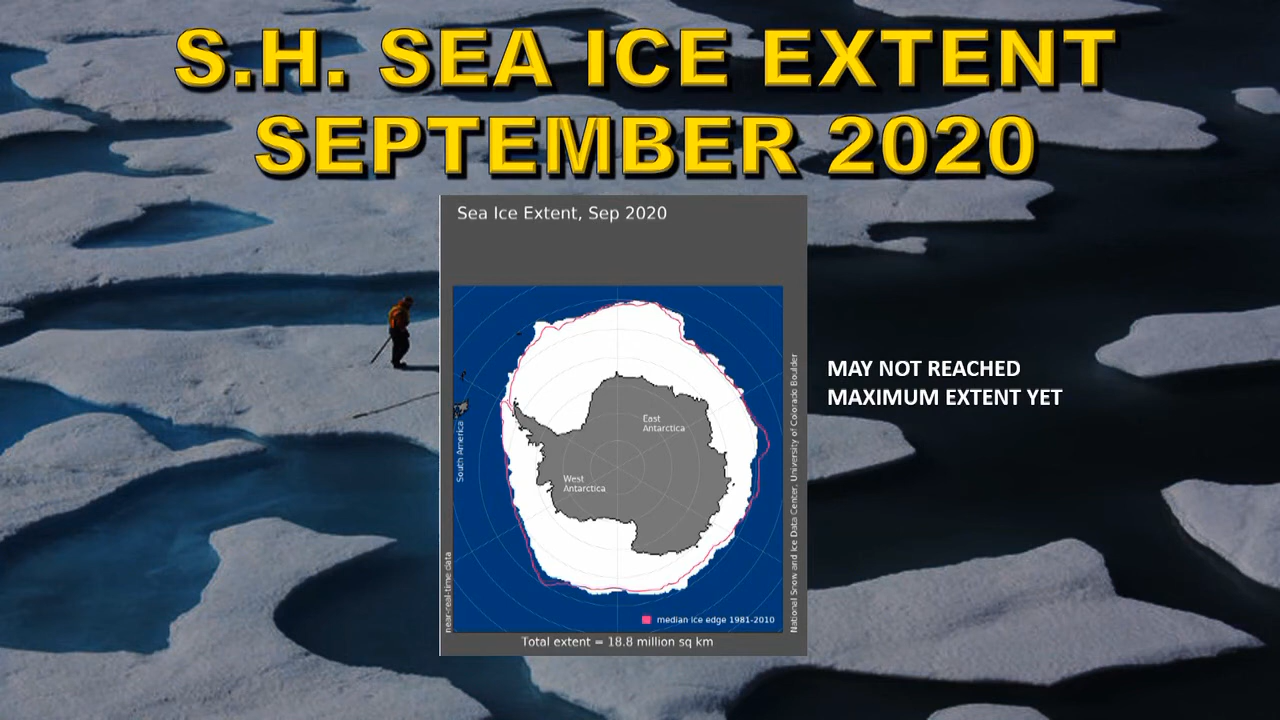 S.H. SEA ICE EXTENT
SEPTEMBER 2020
Sea Ice Extent, Sep 2020
East
Antarctica
West
Antarctica
South America
near-real-time data
National Snow and Ice Data Center, University of Colorado Boulder
median ice edge 1981-2010
Total extent = 18.8 million sq km
MAY NOT REACHED
MAXIMUM EXTENT YET